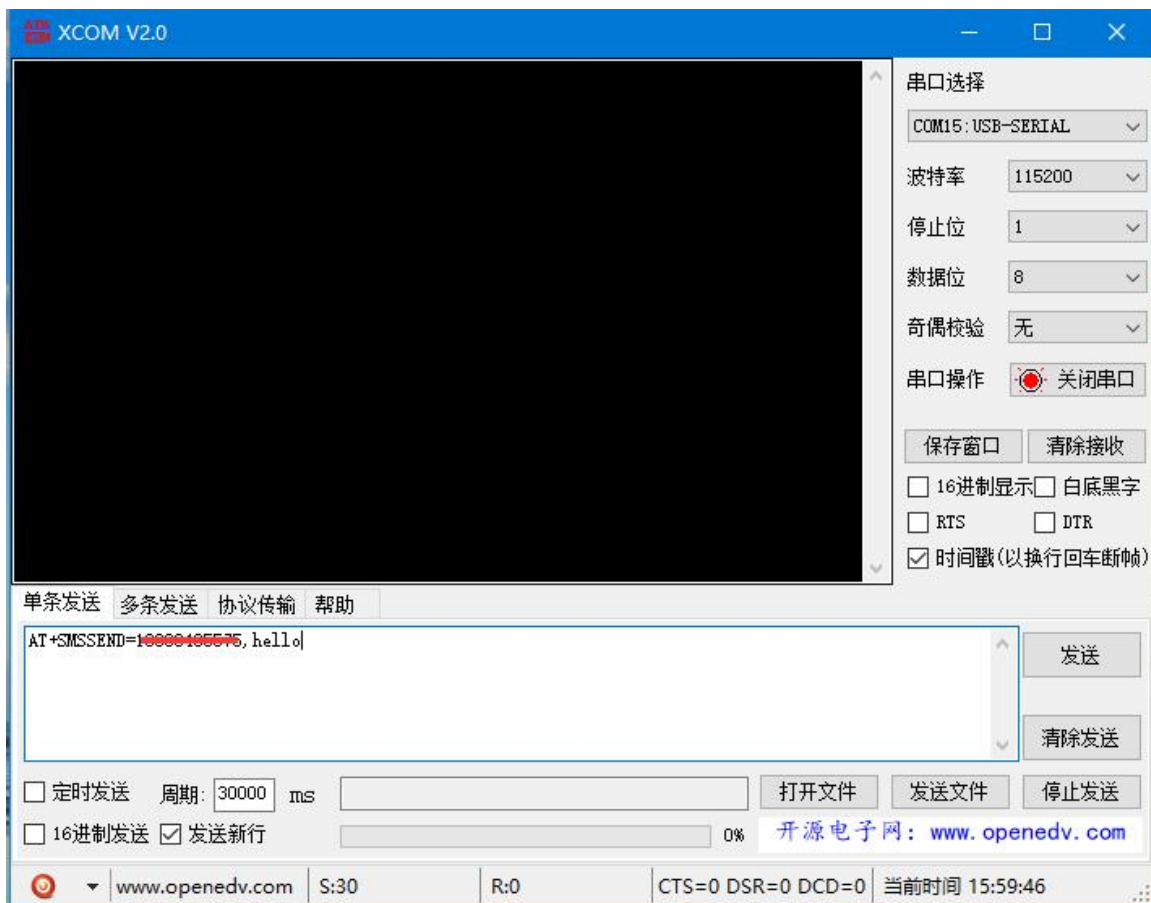 XCOM V2.0
串口选择
COM15:USB-SERIAL
波特率 115200
停止位 1
数据位 8
奇偶校验 无
串口操作 关闭串口
保存窗口 清除接收
16进制显示 白底黑字
RTS DTR
时间戳(以换行回车断帧)
单条发送 多条发送 协议传输 帮助
AT+SMSSEND= ,hello
发送
清除发送
定时发送 周期: 30000 ms 打开文件 发送文件 停止发送
16进制发送 发送新行 0% 开源电子网: www.openedv.com
www.openedv.com S:30 R:0 CTS=0 DSR=0 DCD=0 当前时间 15:59:46